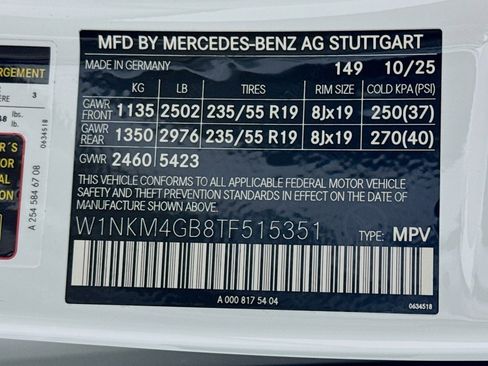 MFD BY MERCEDES-BENZ AG STUTTGART
MADE IN GERMANY 149 10/25
KG LB TIRES RIM SIZE COLD KPA(PSI)
GAWR FRONT 1135 2502 235/55 R19 8Jx19 250(37)
GAWR REAR 1350 2976 235/55 R19 8Jx19 270(40)
GVWR 2460 5423
THIS VEHICLE CONFORMS TO ALL APPLICABLE FEDERAL MOTOR VEHICLE
SAFETY AND THEFT PREVENTION STANDARDS IN EFFECT ON THE DATE OF
MANUFACTURE SHOWN ABOVE.
W1NKM4GB8TF515351 TYPE: MPV
A 000 817 54 04
0634518
ARGEMENT
3
ERE
lbs.
lb.
0634518
A 254 584 67 08